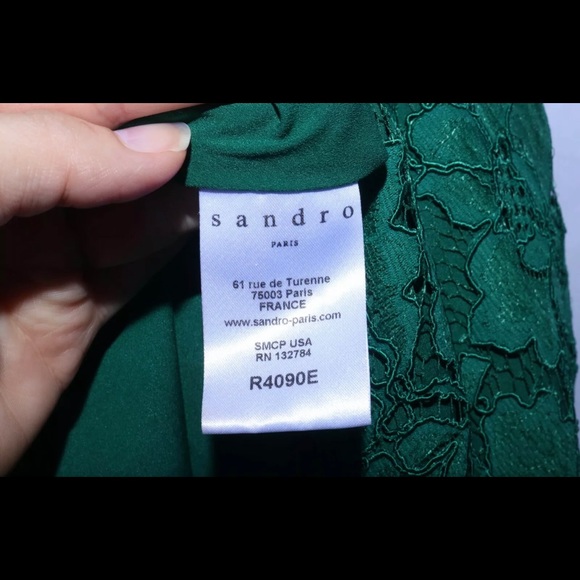 sandro
PARIS
61 rue de Turenne
75003 Paris
FRANCE
www.sandro-paris.com
SMCP USA
RN 132784
R4090E